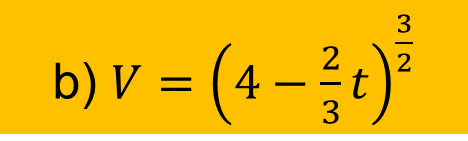 b) V = (4 − 2/3 t)^(3/2)